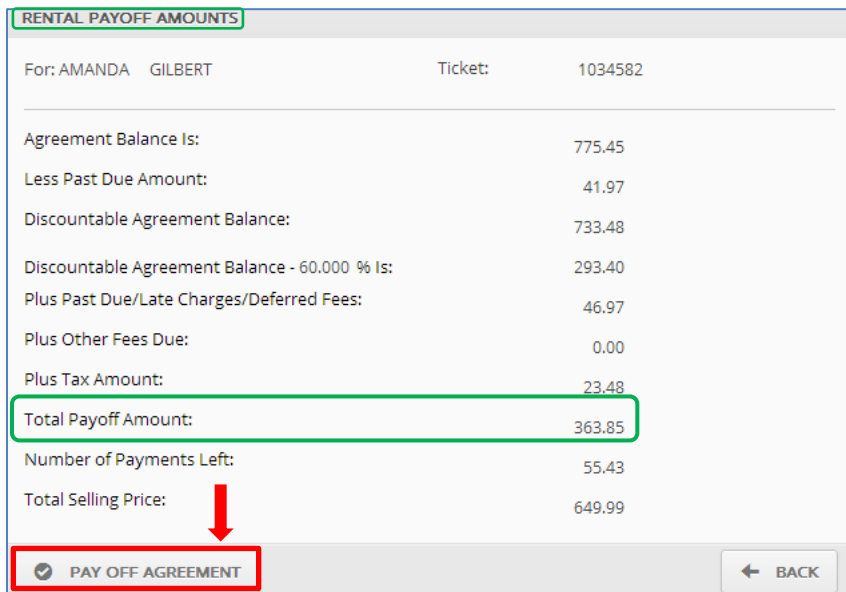 RENTAL PAYOFF AMOUNTS
For: AMANDA GILBERT Ticket: 1034582
Agreement Balance Is: 775.45
Less Past Due Amount: 41.97
Discountable Agreement Balance: 733.48
Discountable Agreement Balance - 60.000 % Is: 293.40
Plus Past Due/Late Charges/Deferred Fees: 46.97
Plus Other Fees Due: 0.00
Plus Tax Amount: 23.48
Total Payoff Amount: 363.85
Number of Payments Left: 55.43
Total Selling Price: 649.99
PAY OFF AGREEMENT BACK